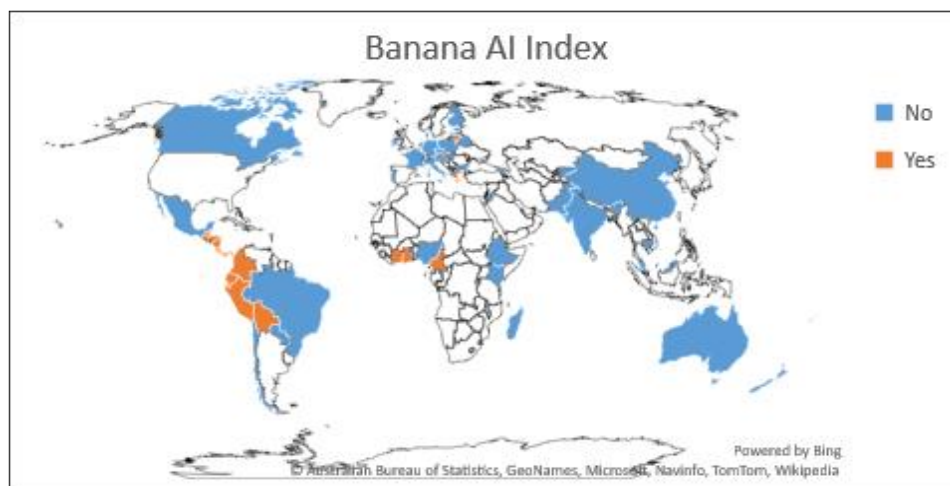 Banana AI Index
No
Yes
Powered by Bing
© Australian Bureau of Statistics, GeoNames, Microsoft, Navinfo, TomTom, Wikipedia